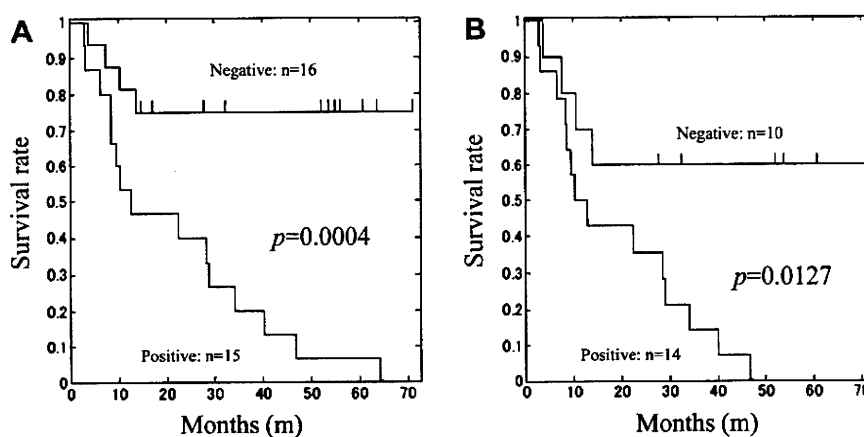 A
Survival rate
1
0.9
0.8
0.7
0.6
0.5
0.4
0.3
0.2
0.1
0
Negative: n=16
p=0.0004
Positive: n=15
0 10 20 30 40 50 60 70
Months (m)
B
Survival rate
1
0.9
0.8
0.7
0.6
0.5
0.4
0.3
0.2
0.1
0
Negative: n=10
p=0.0127
Positive: n=14
0 10 20 30 40 50 60 70
Months (m)